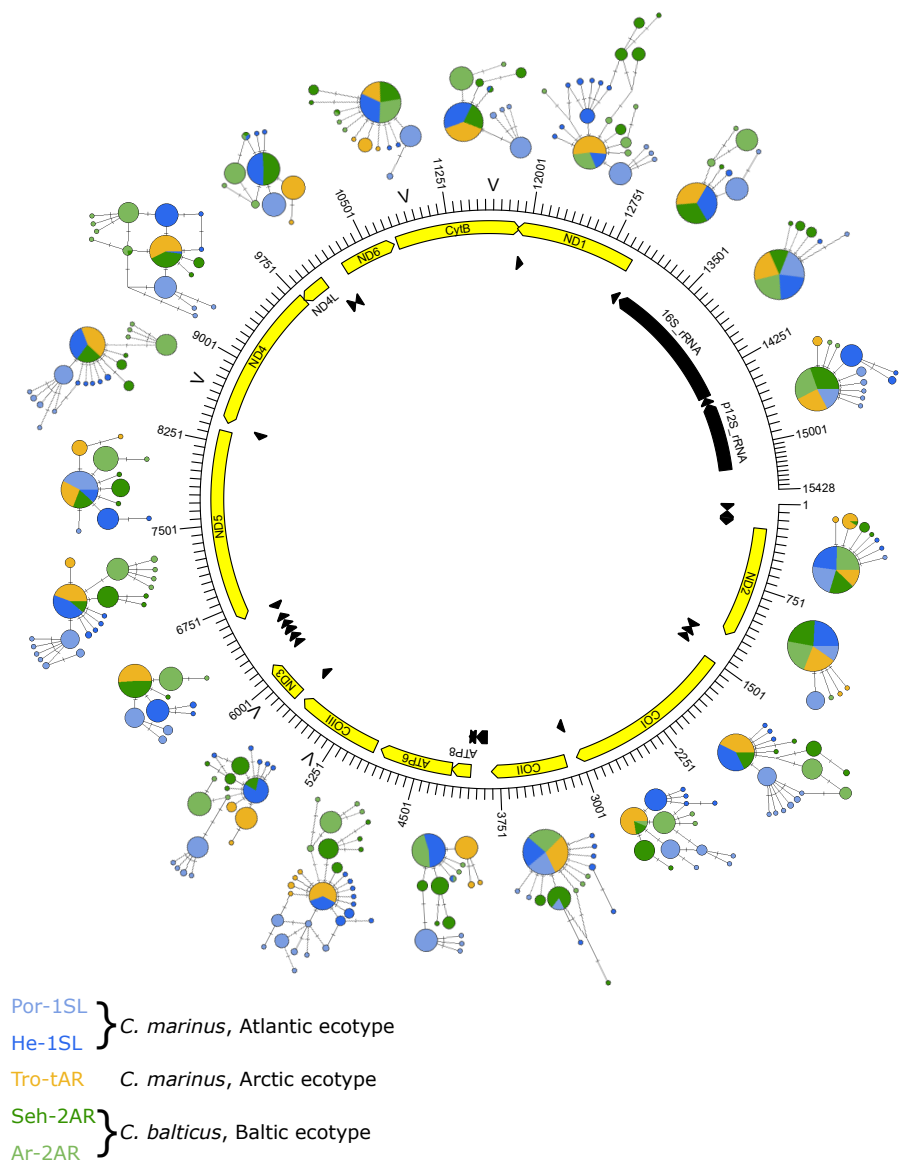 11251
12001
10501
12751
V
V
CytB
ND1
ND6
9751
13501
ND4L
16S_rRNA
9001
14251
ND4
V
p12S_rRNA
8251
15001
15428
1
ND5
7501
ND2
751
6751
ND3
COI
1501
6001
V
COIII
2251
V
5251
ATP6
ATP8
COII
3001
4501
3751
Por-1SL
} C. marinus, Atlantic ecotype
He-1SL
Tro-tAR C. marinus, Arctic ecotype
Seh-2AR
} C. balticus, Baltic ecotype
Ar-2AR